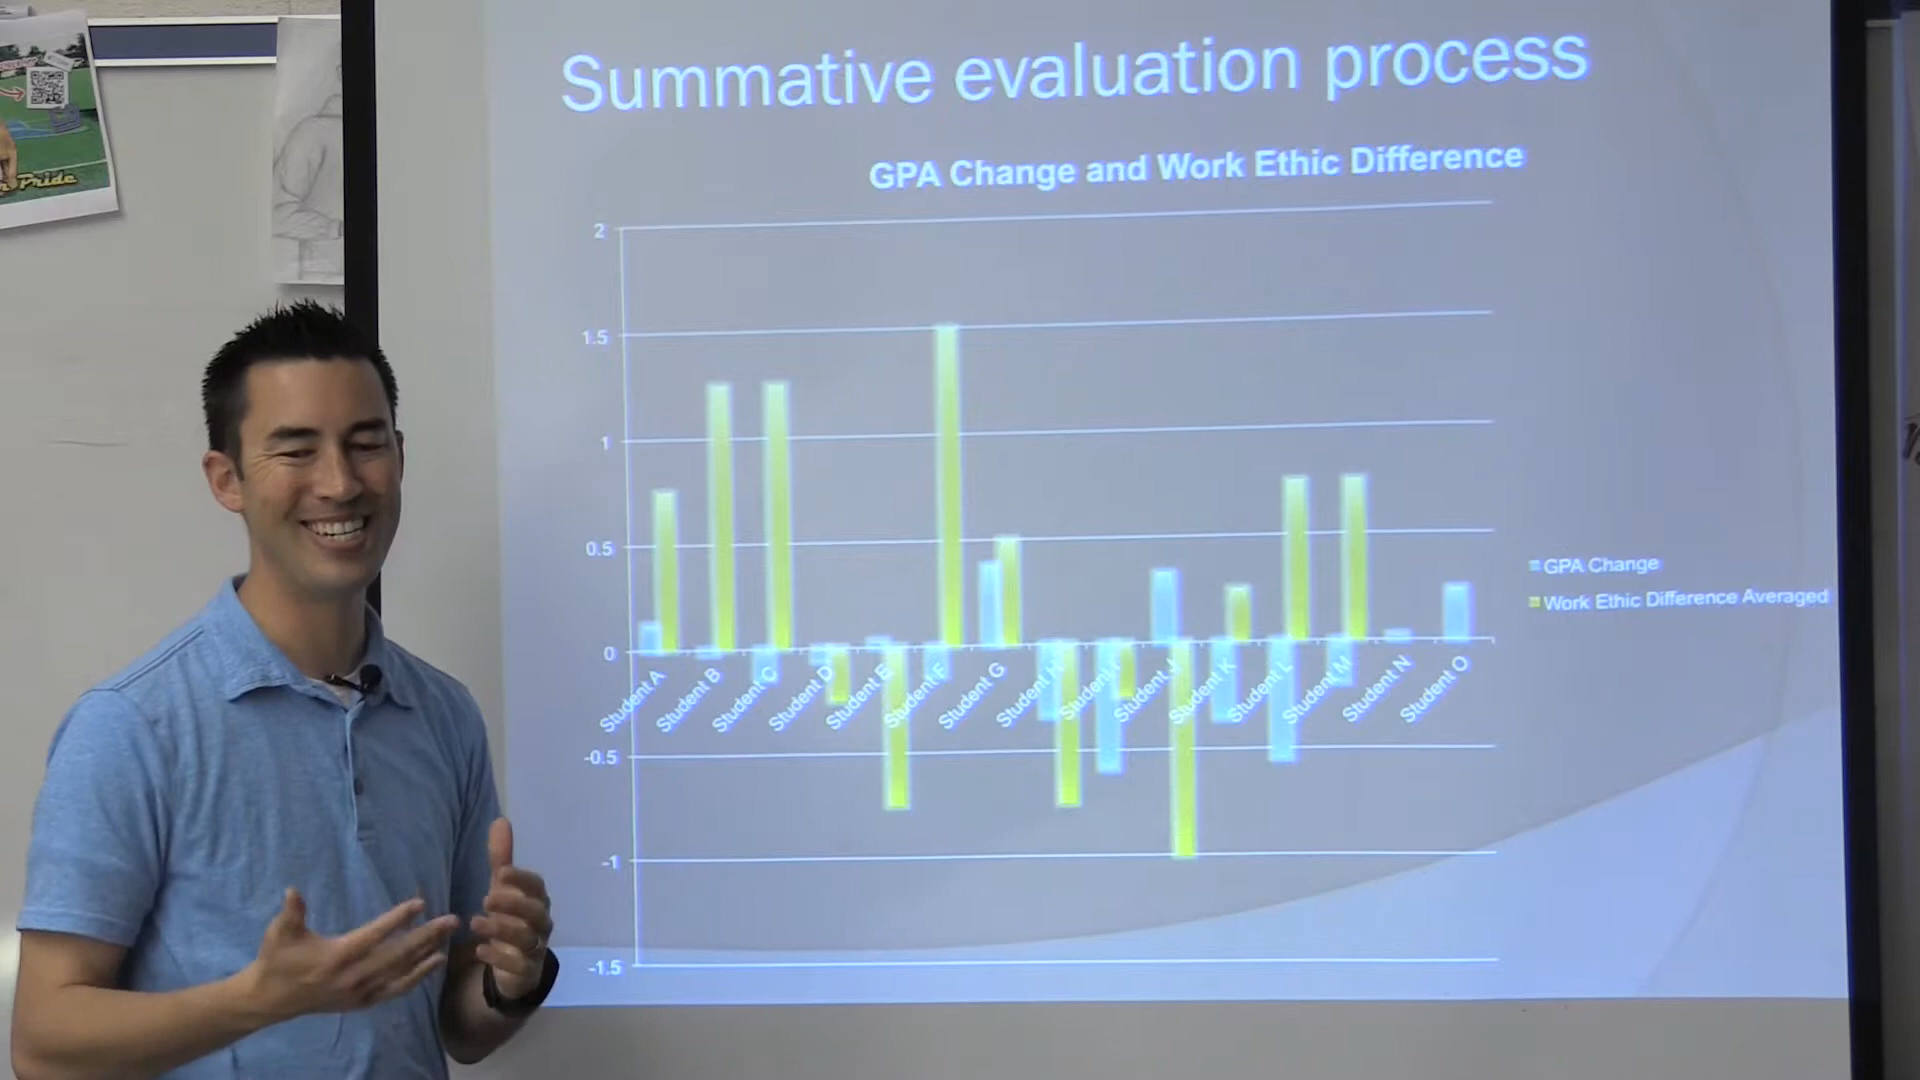 Summative evaluation process
GPA Change and Work Ethic Difference
2
1.5
1
0.5
0
-0.5
-1
-1.5
Student A
Student B
Student C
Student D
Student E
Student F
Student G
Student H
Student I
Student J
Student K
Student L
Student M
Student N
Student O
GPA Change
Work Ethic Difference Averaged
Pride